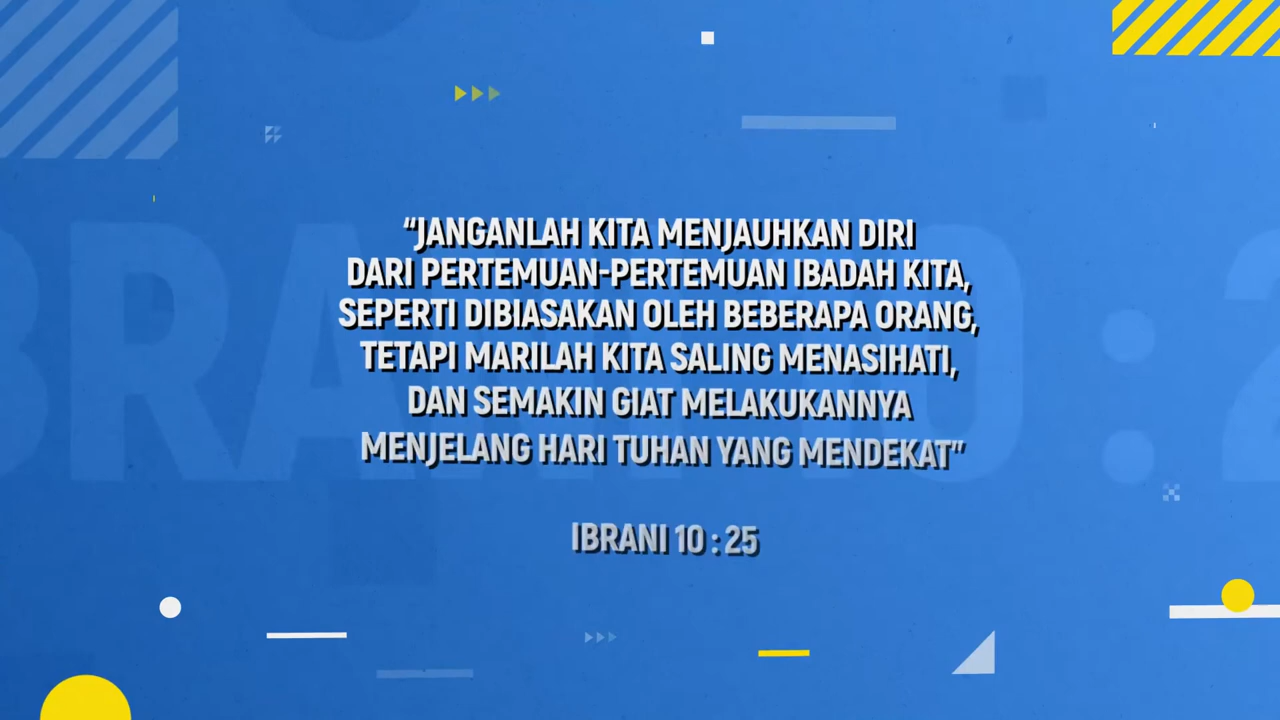 “JANGANLAH KITA MENJAUHKAN DIRI
DARI PERTEMUAN-PERTEMUAN IBADAH KITA,
SEPERTI DIBIASAKAN OLEH BEBERAPA ORANG,
TETAPI MARILAH KITA SALING MENASIHATI,
DAN SEMAKIN GIAT MELAKUKANNYA
MENJELANG HARI TUHAN YANG MENDEKAT”
IBRANI 10 : 25